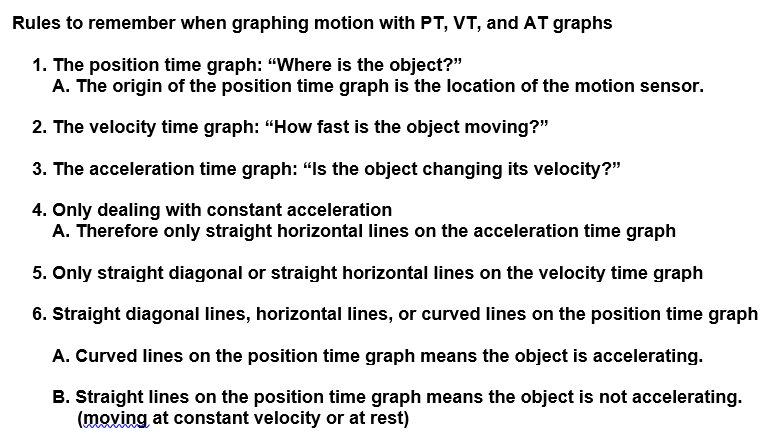 Rules to remember when graphing motion with PT, VT, and AT graphs
1. The position time graph: “Where is the object?”
A. The origin of the position time graph is the location of the motion sensor.
2. The velocity time graph: “How fast is the object moving?”
3. The acceleration time graph: “Is the object changing its velocity?”
4. Only dealing with constant acceleration
A. Therefore only straight horizontal lines on the acceleration time graph
5. Only straight diagonal or straight horizontal lines on the velocity time graph
6. Straight diagonal lines, horizontal lines, or curved lines on the position time graph
A. Curved lines on the position time graph means the object is accelerating.
B. Straight lines on the position time graph means the object is not accelerating.
(moving at constant velocity or at rest)